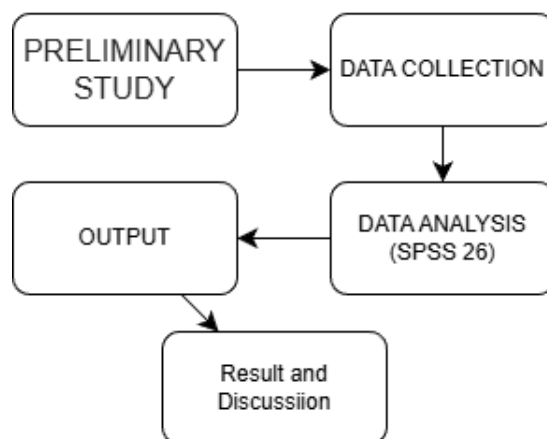 PRELIMINARY
STUDY
DATA COLLECTION
DATA ANALYSIS
(SPSS 26)
OUTPUT
Result and
Discussiion